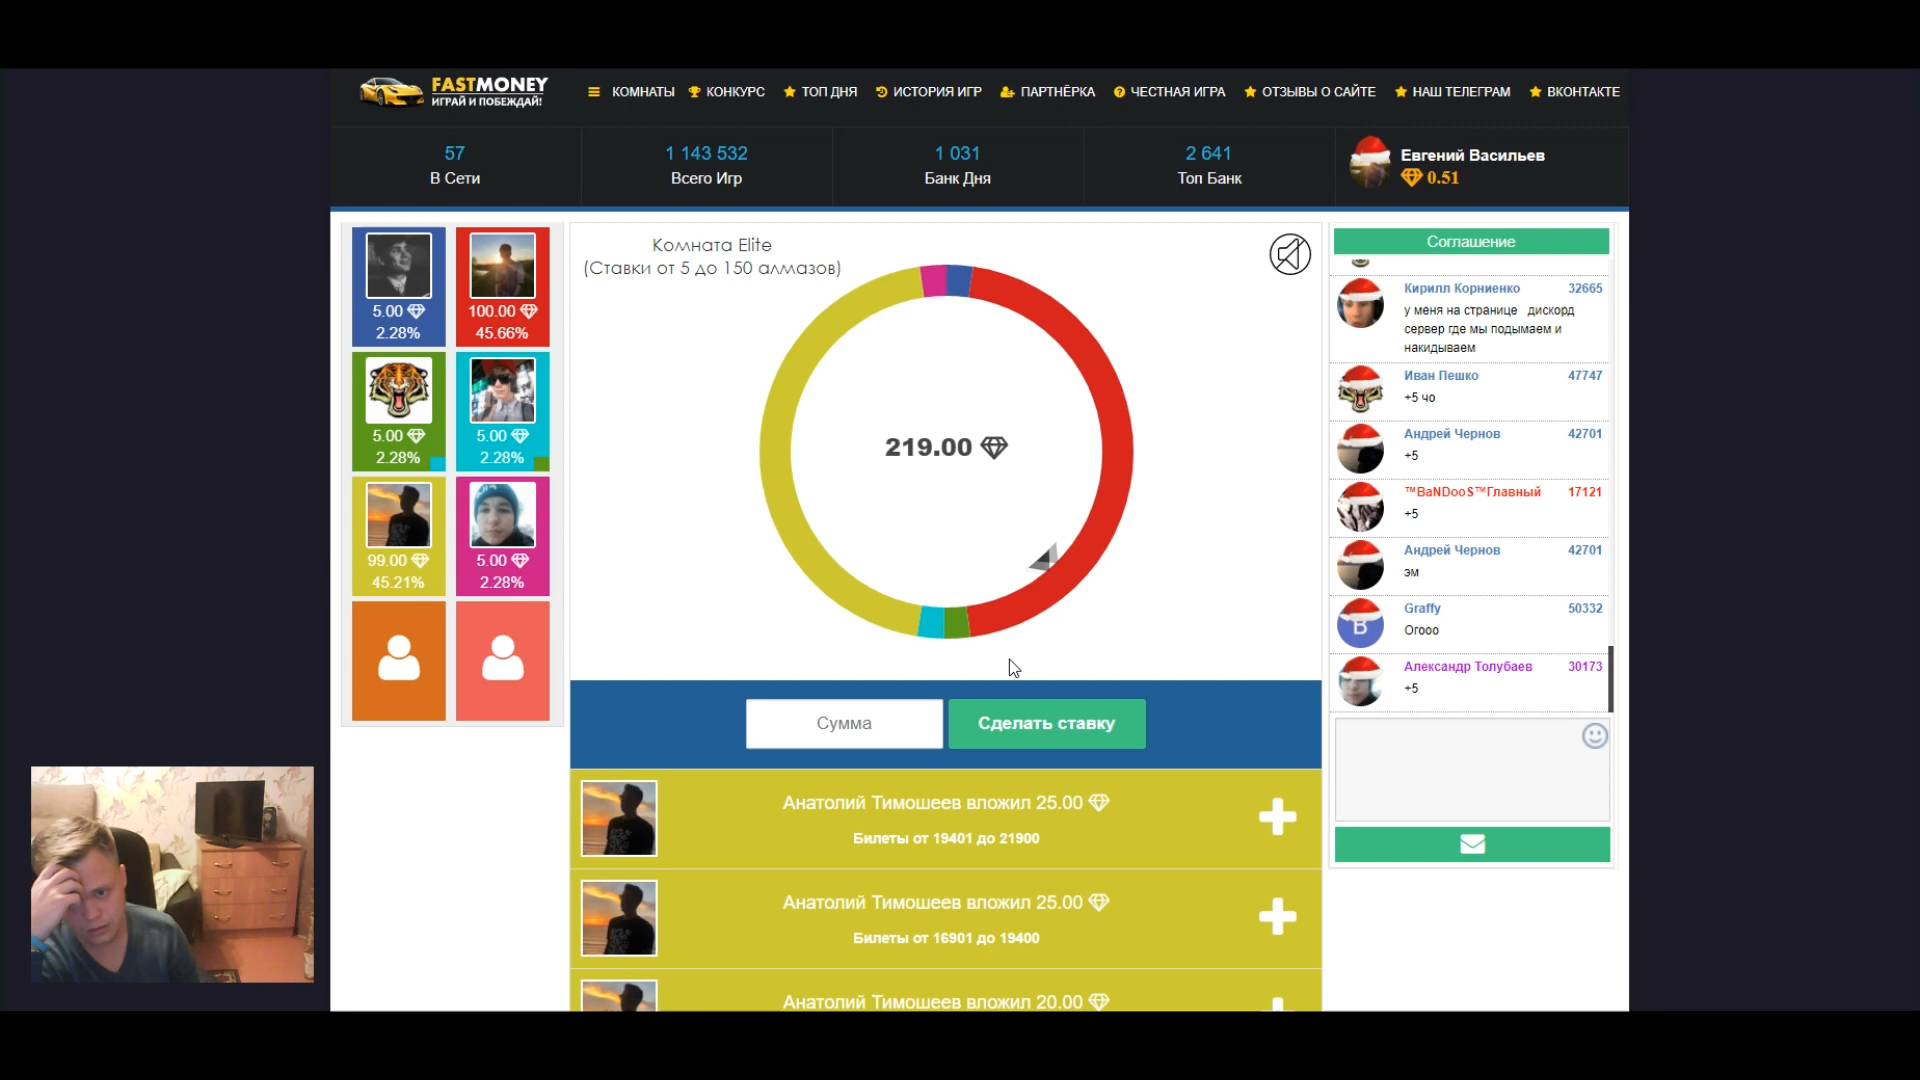 FASTMONEY
ИГРАЙ И ПОБЕЖДАЙ!
КОМНАТЫ
КОНКУРС
ТОП ДНЯ
ИСТОРИЯ ИГР
ПАРТНЁРКА
ЧЕСТНАЯ ИГРА
ОТЗЫВЫ О САЙТЕ
НАШ ТЕЛЕГРАМ
ВКОНТАКТЕ
57
В Сети
1 143 532
Всего Игр
1 031
Банк Дня
2 641
Топ Банк
Евгений Васильев
0.51
5.00
2.28%
100.00
45.66%
5.00
2.28%
5.00
2.28%
99.00
45.21%
5.00
2.28%
Комната Elite
(Ставки от 5 до 150 алмазов)
219.00
Сумма
Сделать ставку
Анатолий Тимошеев вложил 25.00
Билеты от 19401 до 21900
Анатолий Тимошеев вложил 25.00
Билеты от 16901 до 19400
Анатолий Тимошеев вложил 20.00
Соглашение
Кирилл Корниенко 32665
у меня на странице дискорд
сервер где мы подымаем и
накидываем
Иван Пешко 47747
+5 чо
Андрей Чернов 42701
+5
™BaNDooS™Главный 17121
+5
Андрей Чернов 42701
эм
Graffy 50332
B
Огооо
Александр Толубаев 30173
+5